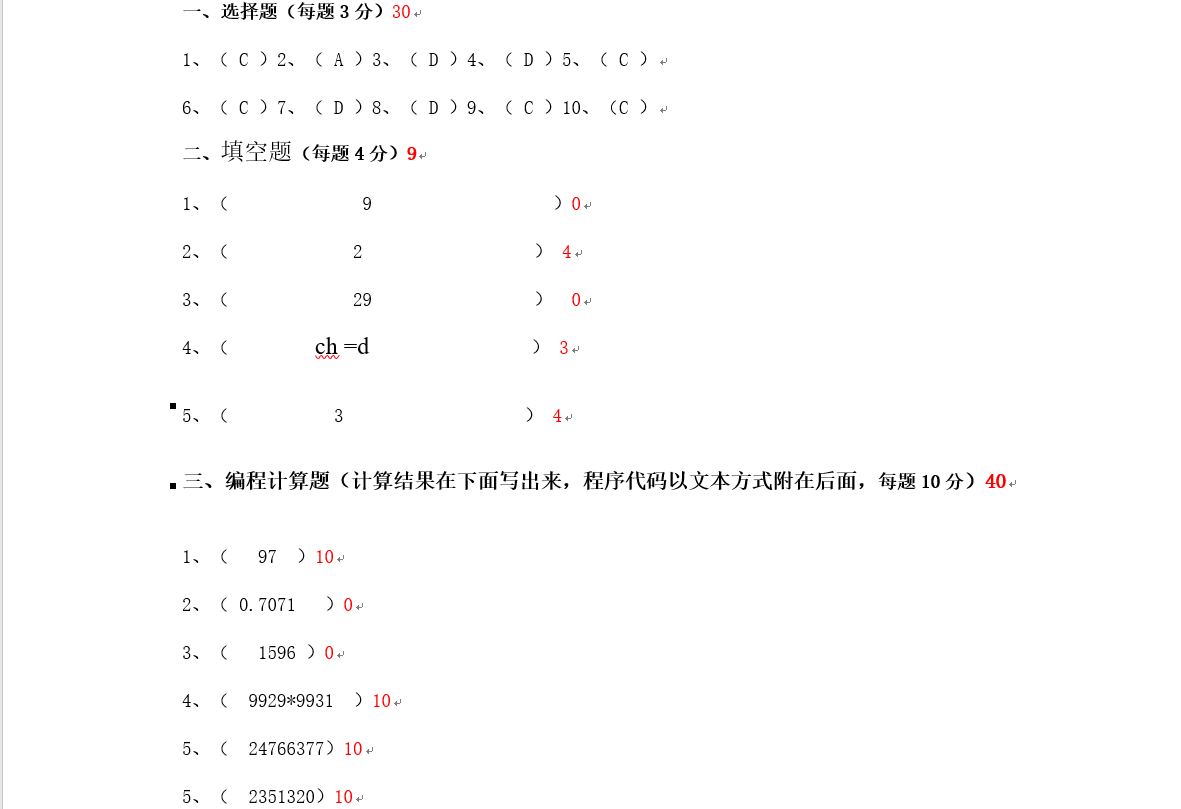 一、选择题（每题 3 分）30
1、（ C ）2、（ A ）3、（ D ）4、（ D ）5、（ C ）
6、（ C ）7、（ D ）8、（ D ）9、（ C ）10、（C ）
二、填空题（每题 4 分）9
1、（ 9 ）0
2、（ 2 ） 4
3、（ 29 ） 0
4、（ ch =d ） 3
5、（ 3 ） 4
三、编程计算题（计算结果在下面写出来，程序代码以文本方式附在后面，每题 10 分）40
1、（ 97 ）10
2、（ 0.7071 ）0
3、（ 1596 ）0
4、（ 9929*9931 ）10
5、（ 24766377）10
5、（ 2351320）10